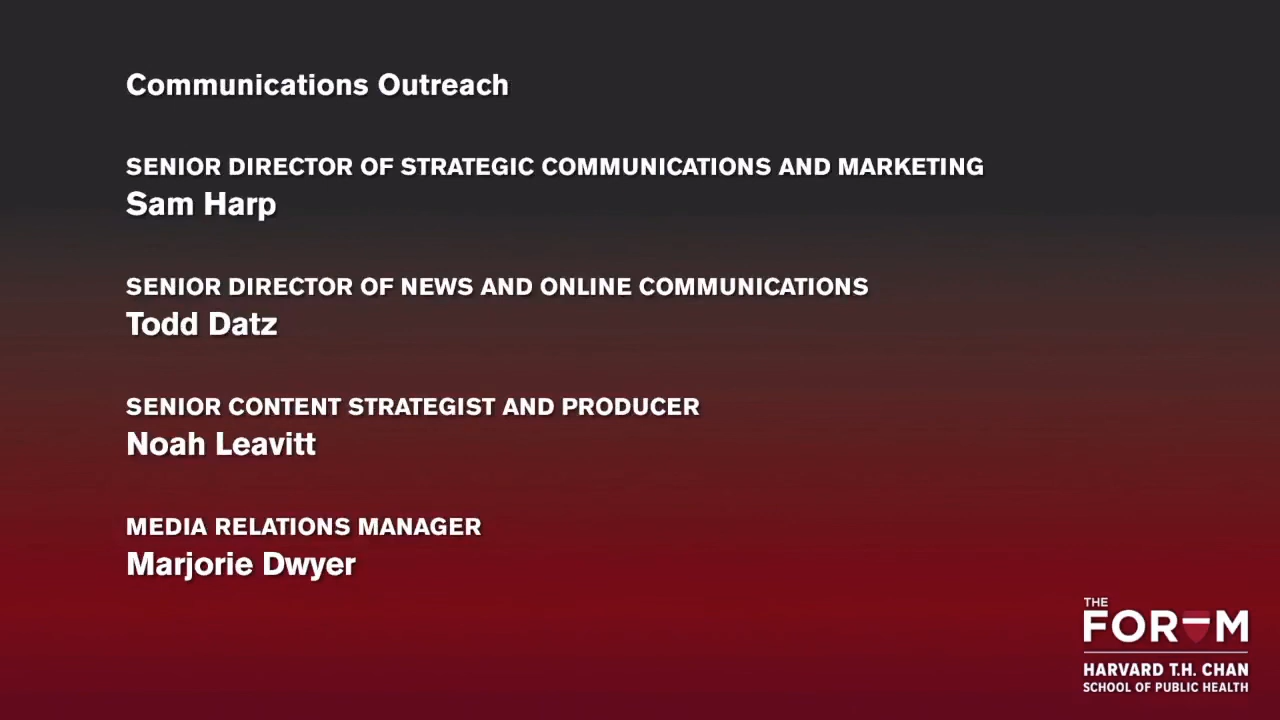 Communications Outreach
SENIOR DIRECTOR OF STRATEGIC COMMUNICATIONS AND MARKETING
Sam Harp
SENIOR DIRECTOR OF NEWS AND ONLINE COMMUNICATIONS
Todd Datz
SENIOR CONTENT STRATEGIST AND PRODUCER
Noah Leavitt
MEDIA RELATIONS MANAGER
Marjorie Dwyer
THE
FORUM
HARVARD T.H. CHAN
SCHOOL OF PUBLIC HEALTH